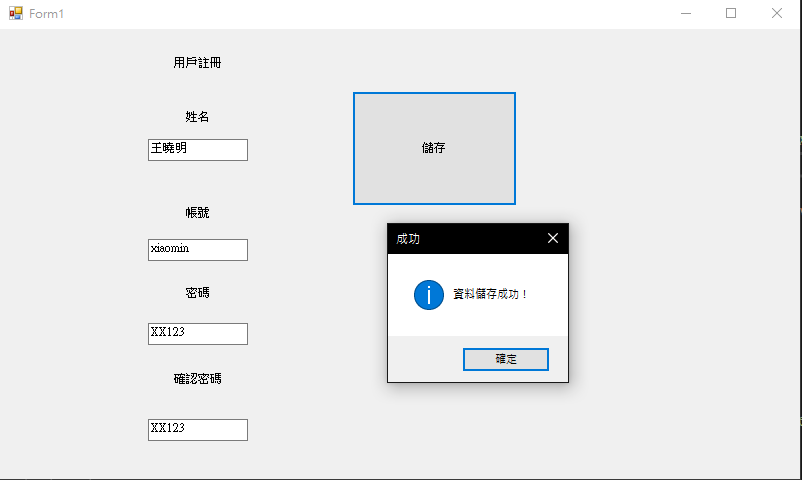 Form1
用戶註冊
姓名
王曉明
儲存
帳號
xiaomin
成功
密碼
資料儲存成功！
XX123
確定
確認密碼
XX123